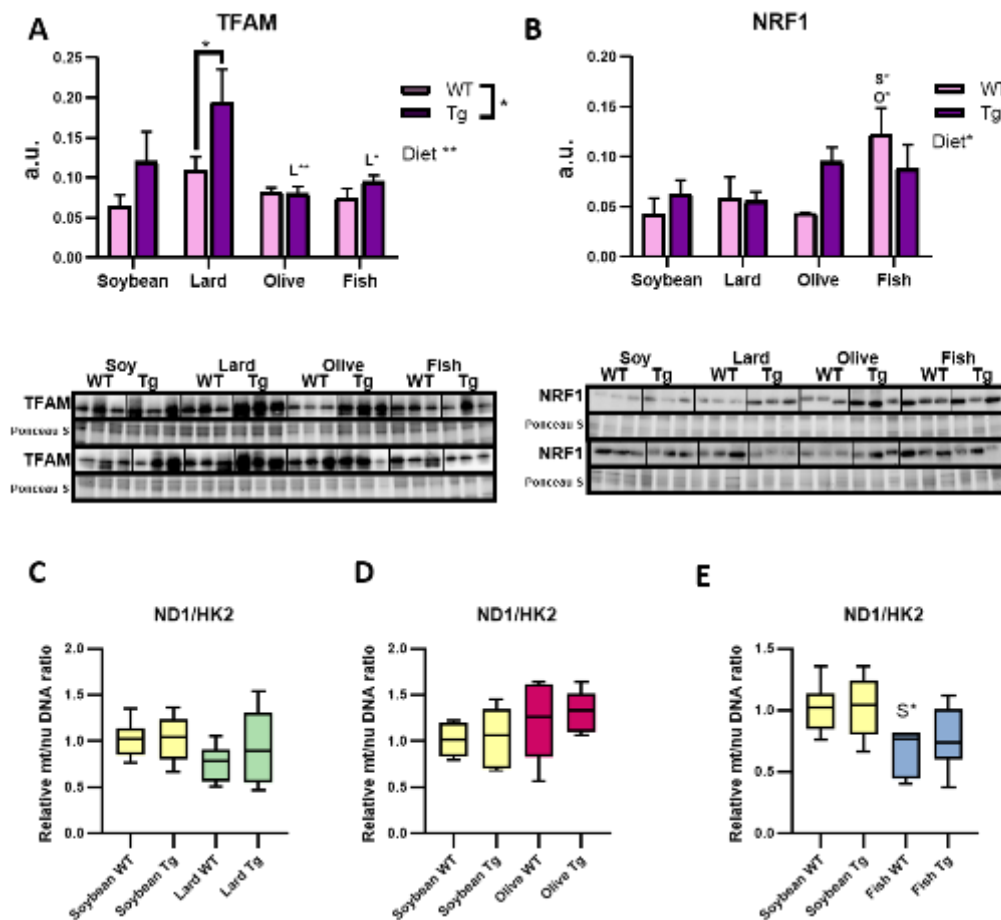 A
TFAM
a.u.
0.25
0.20
0.15
0.10
0.05
0.00
*
L**
L*
Soybean Lard Olive Fish
WT
Tg
*
Diet **
B
NRF1
a.u.
0.20
0.15
0.10
0.05
0.00
S*
O*
Soybean Lard Olive Fish
WT
Tg
Diet*
Soy Lard Olive Fish
WT Tg WT Tg WT Tg WT Tg
TFAM
Ponceau S
TFAM
Ponceau S
Soy Lard Olive Fish
WT Tg WT Tg WT Tg WT Tg
NRF1
Ponceau S
NRF1
Ponceau S
C
ND1/HK2
Relative mt/nu DNA ratio
2.0
1.5
1.0
0.5
0.0
Soybean WT
Soybean Tg
Lard WT
Lard Tg
D
ND1/HK2
Relative mt/nu DNA ratio
2.0
1.5
1.0
0.5
0.0
Soybean WT
Soybean Tg
Olive WT
Olive Tg
E
ND1/HK2
Relative mt/nu DNA ratio
1.5
1.0
0.5
0.0
S*
Soybean WT
Soybean Tg
Fish WT
Fish Tg